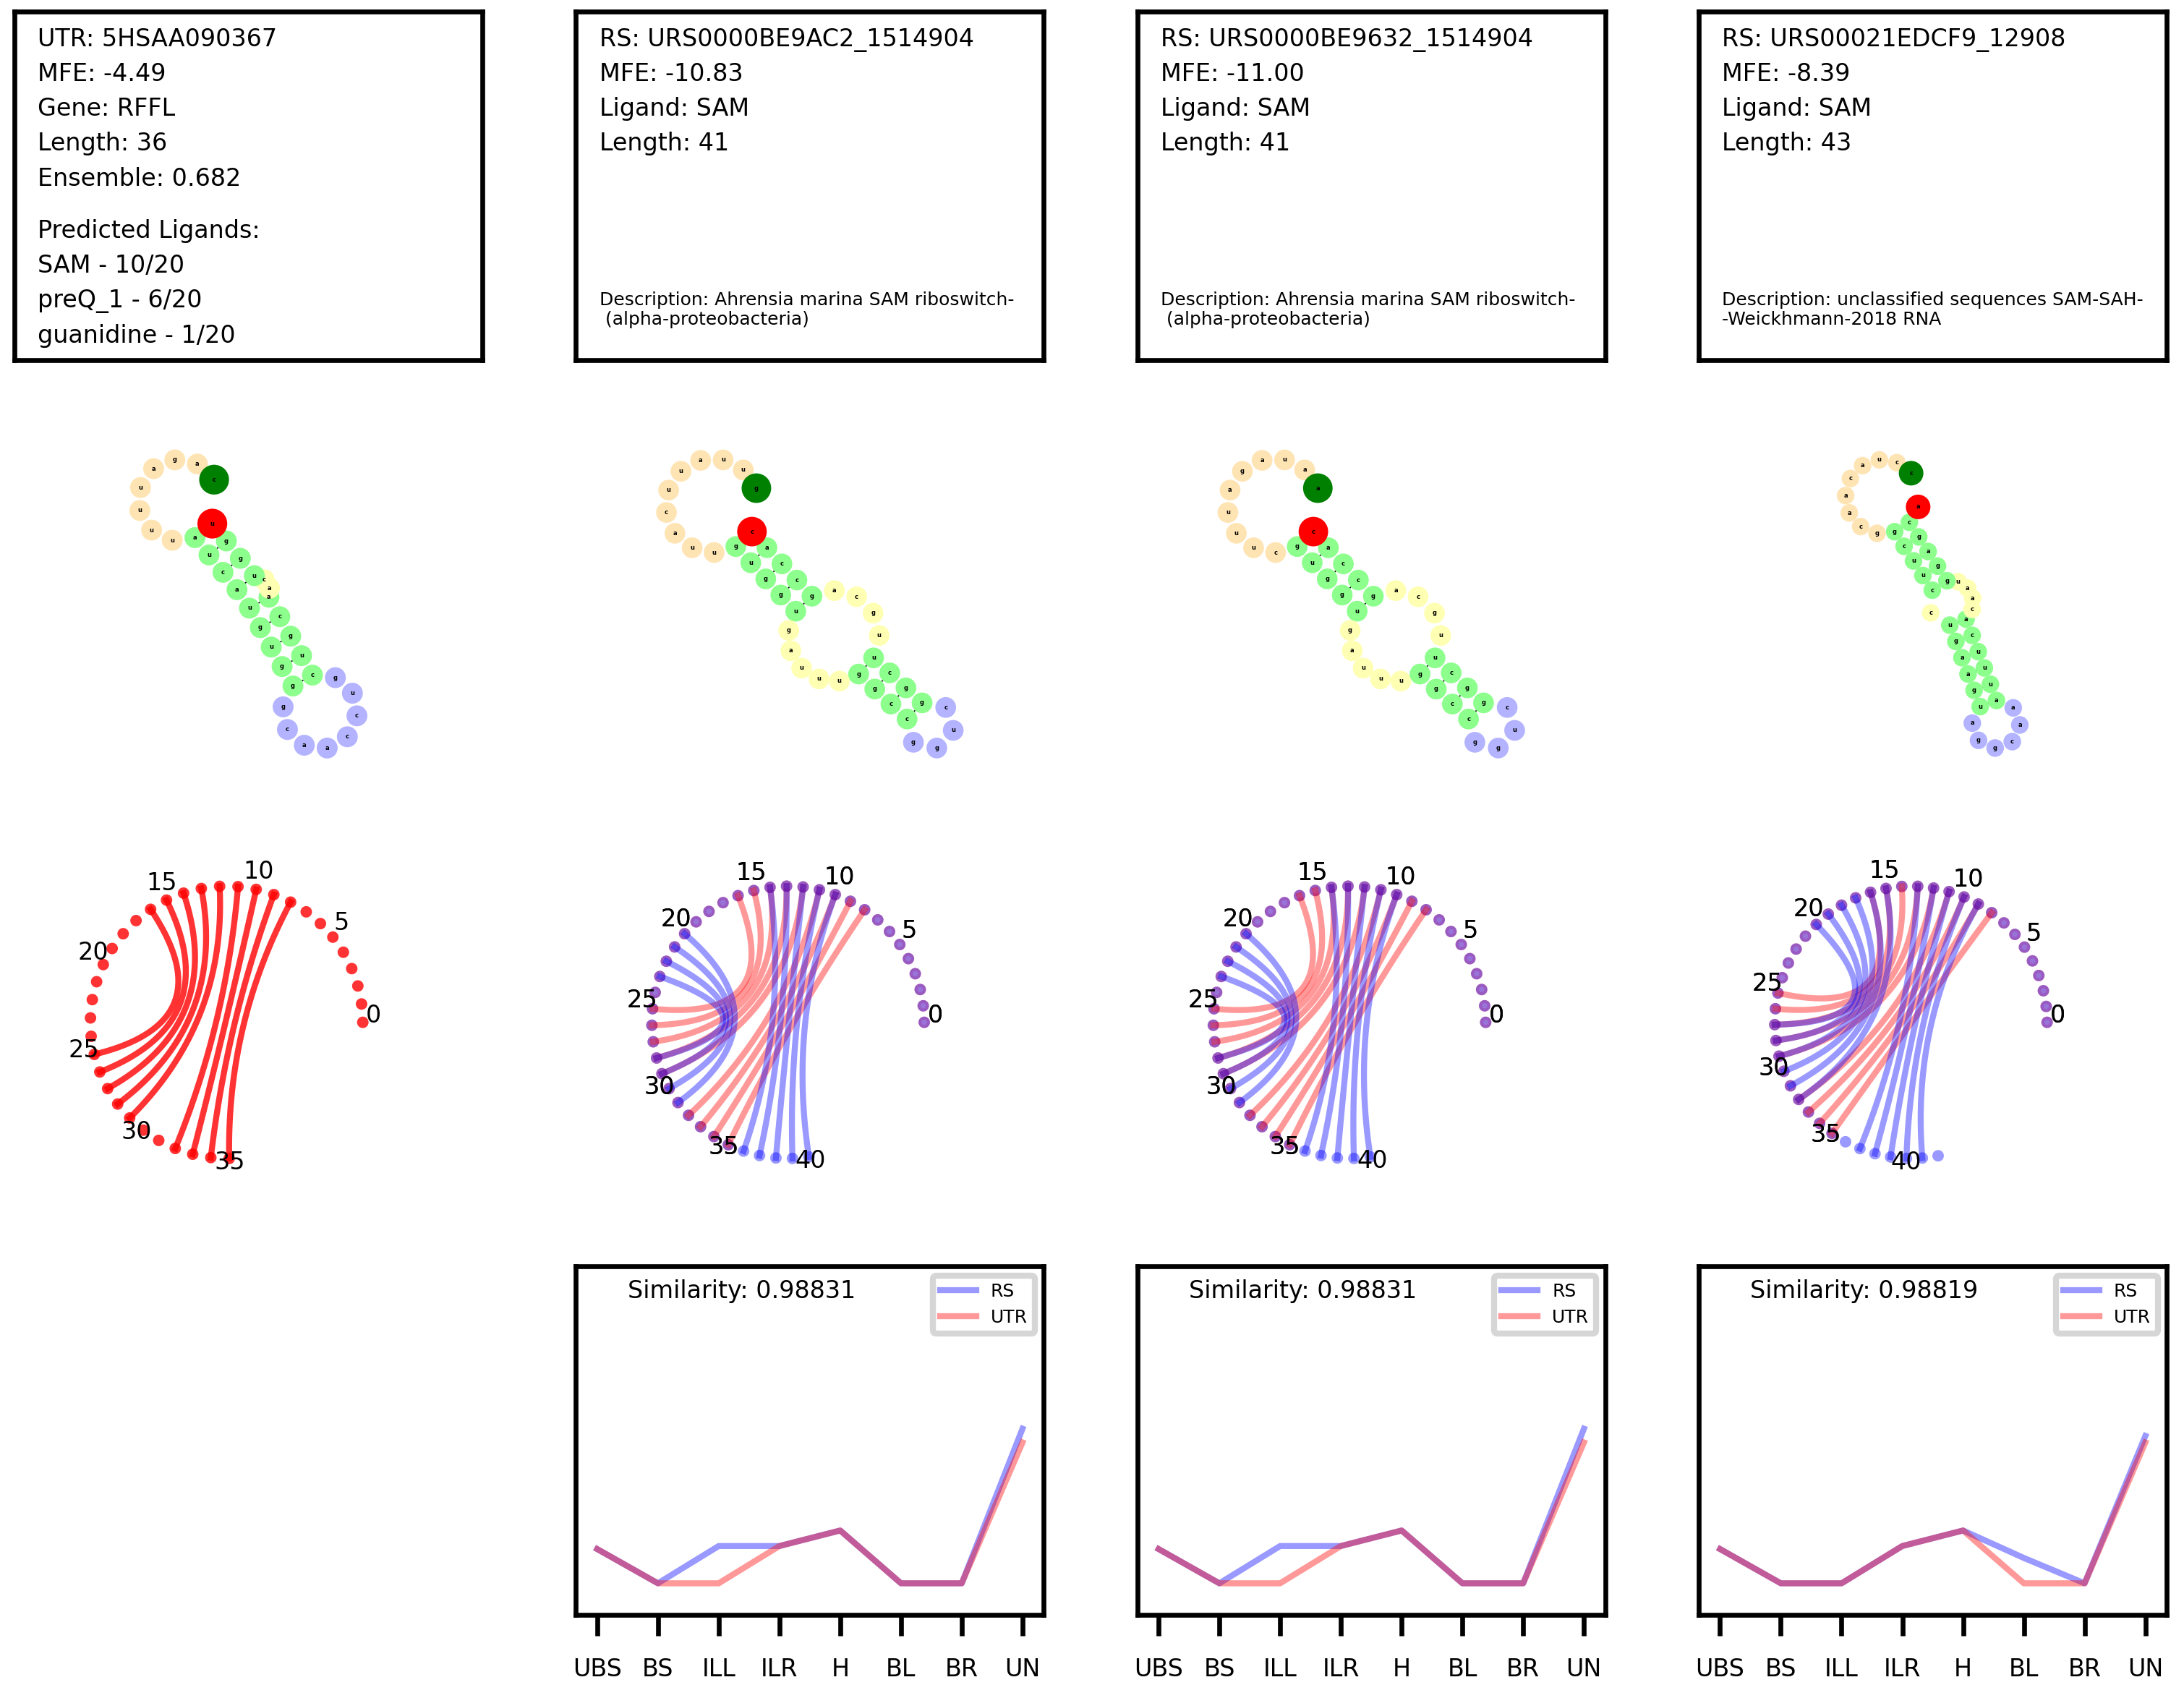 UTR: 5HSAA090367
MFE: -4.49
Gene: RFFL
Length: 36
Ensemble: 0.682
Predicted Ligands:
SAM - 10/20
preQ_1 - 6/20
guanidine - 1/20
RS: URS0000BE9AC2_1514904
MFE: -10.83
Ligand: SAM
Length: 41
Description: Ahrensia marina SAM riboswitch-
(alpha-proteobacteria)
RS: URS0000BE9632_1514904
MFE: -11.00
Ligand: SAM
Length: 41
Description: Ahrensia marina SAM riboswitch-
(alpha-proteobacteria)
RS: URS00021EDCF9_12908
MFE: -8.39
Ligand: SAM
Length: 43
Description: unclassified sequences SAM-SAH-
-Weickhmann-2018 RNA
0
5
10
15
20
25
30
35
0
5
10
15
20
25
30
35
40
0
5
10
15
20
25
30
35
40
0
5
10
15
20
25
30
35
40
Similarity: 0.98831
RS
UTR
UBS BS ILL ILR H BL BR UN
Similarity: 0.98831
RS
UTR
UBS BS ILL ILR H BL BR UN
Similarity: 0.98819
RS
UTR
UBS BS ILL ILR H BL BR UN